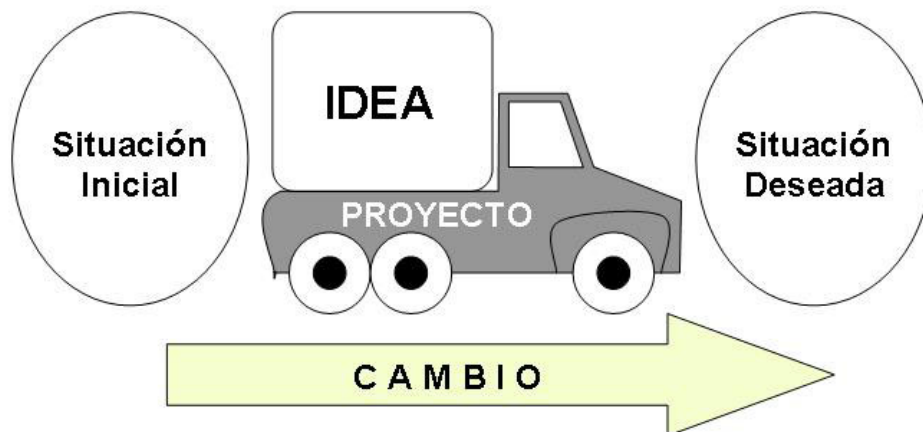 Situación
Inicial
IDEA
PROYECTO
Situación
Deseada
CAMBIO